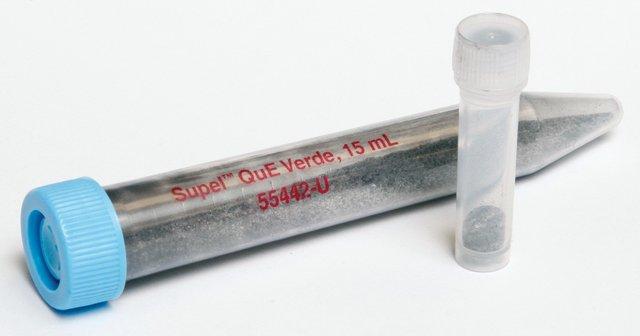 Supel™ QuE Verde, 15 mL
55442-U